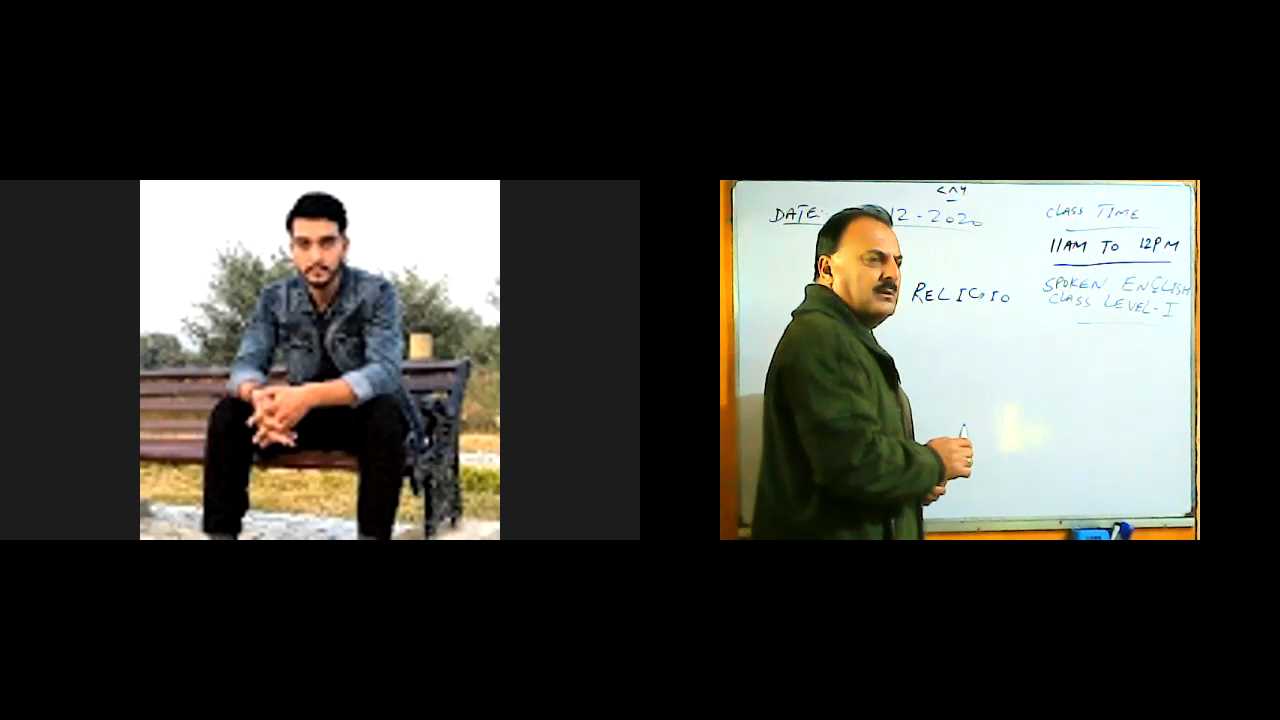 DATE: 12-2020
CLASS TIME
11AM TO 12PM
RELIGIO
SPOKEN ENGLISH
CLASS LEVEL-I